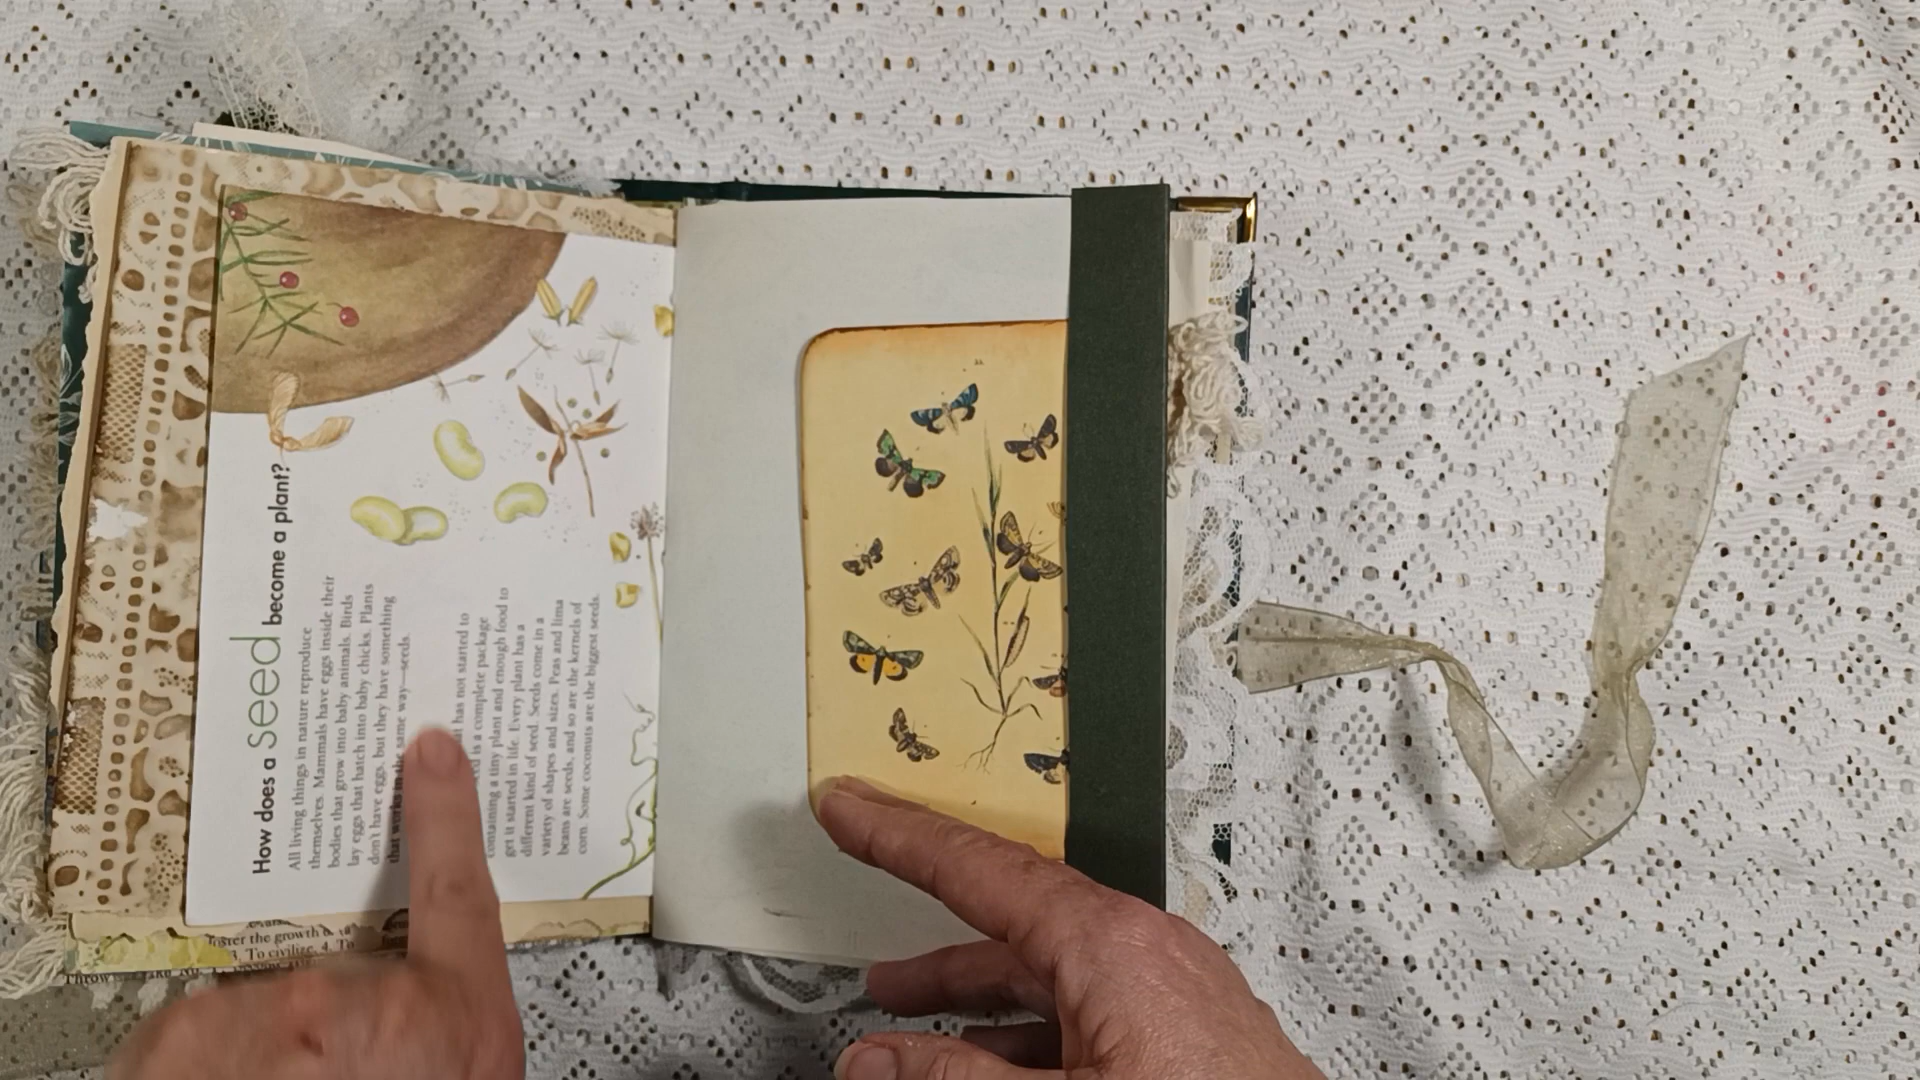 How does a seed become a plant?
All living things in nature reproduce
themselves. Mammals have eggs inside their
bodies that grow into baby animals. Birds
lay eggs that hatch into baby chicks. Plants
don't have eggs, but they have something
that works in the same way—seeds.
has not started to
is a complete package
containing a tiny plant and enough food to
get it started in life. Every plant has a
different kind of seed. Seeds come in a
variety of shapes and sizes. Peas and lima
beans are seeds, and so are the kernels of
corn. Some coconuts are the biggest seeds.
foster the growth
3. To civilize. 4. To